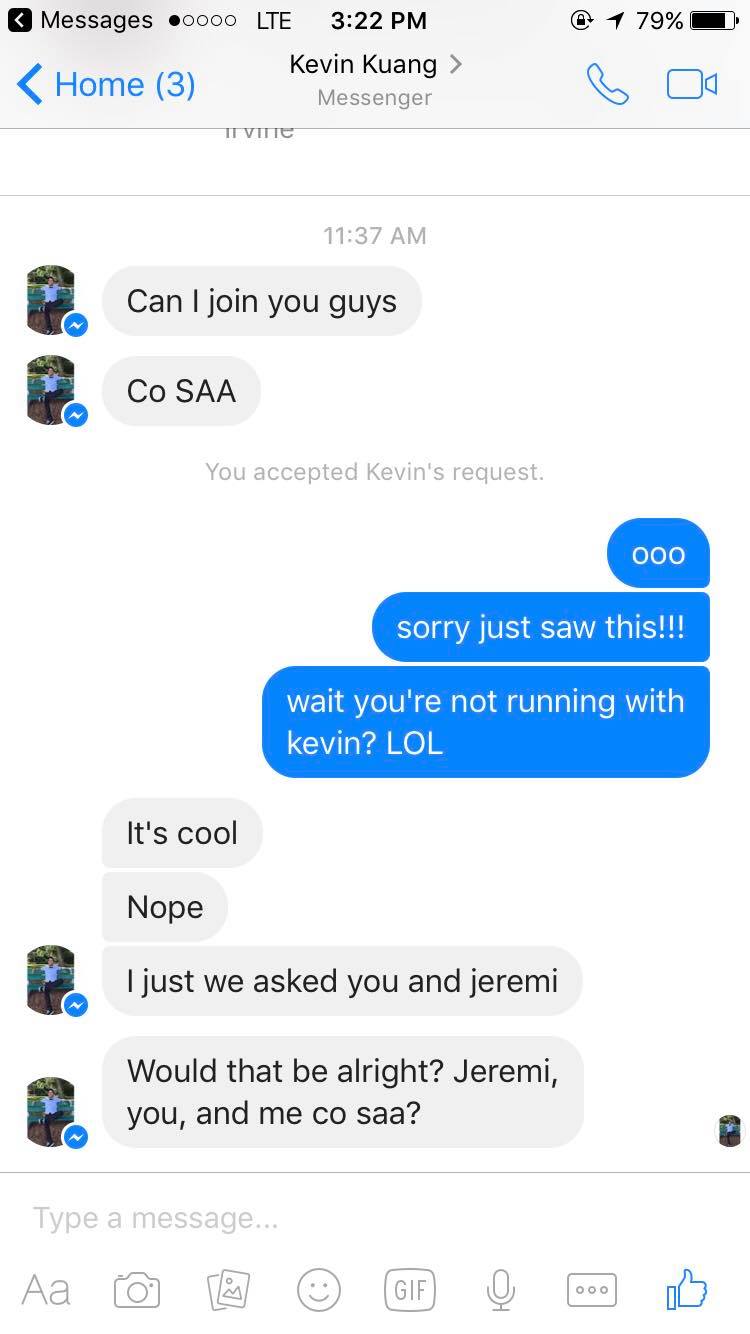 Messages LTE 3:22 PM 79%
Home (3) Kevin Kuang
Messenger
Irvine
11:37 AM
Can I join you guys
Co SAA
You accepted Kevin's request.
ooo
sorry just saw this!!!
wait you're not running with
kevin? LOL
It's cool
Nope
I just we asked you and jeremi
Would that be alright? Jeremi,
you, and me co saa?
Type a message...
Aa GIF